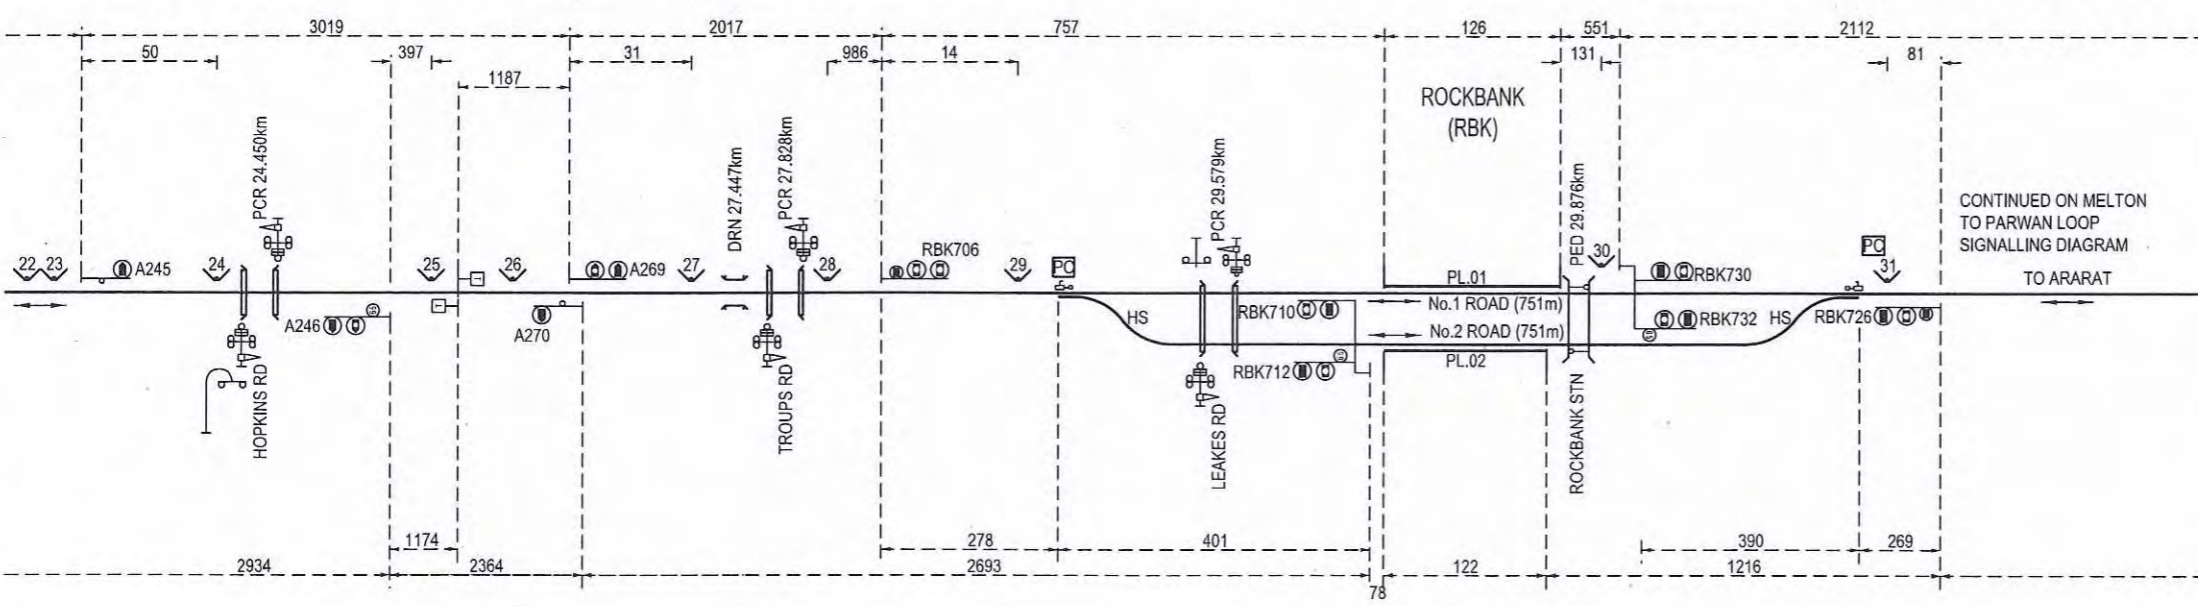 3019
2017
757
126
551
2112
50
397
31
986
14
131
81
1187
ROCKBANK
(RBK)
PCR 24.450km
PCR 27.828km
DRN 27.447km
PCR 29.579km
PED 29.876km
CONTINUED ON MELTON
TO PARWAN LOOP
SIGNALLING DIAGRAM
TO ARARAT
22
23
A245
24
25
26
A269
27
28
RBK706
29
PC
30
RBK730
PC
31
PL.01
No.1 ROAD (751m)
No.2 ROAD (751m)
PL.02
A246
A270
HS
RBK710
RBK712
RBK732
HS
RBK726
HOPKINS RD
TROUPS RD
LEAKES RD
ROCKBANK STN
1174
278
401
390
269
2934
2364
2693
78
122
1216